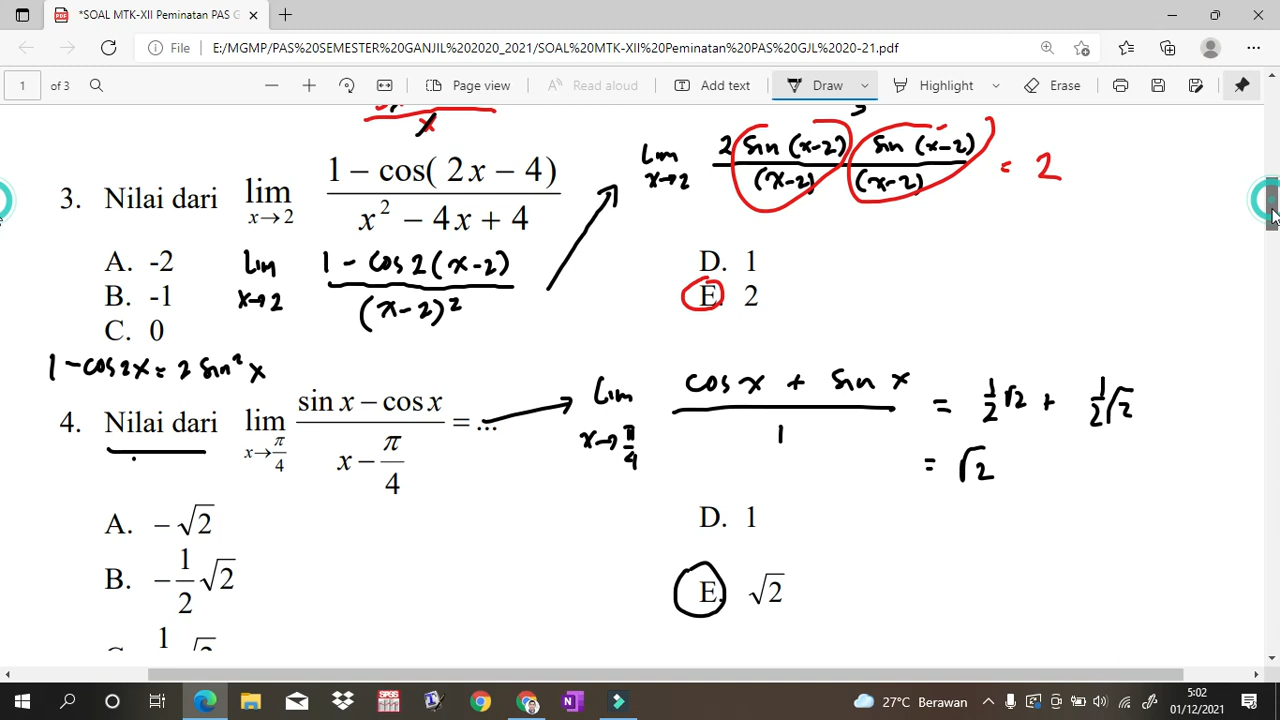 *SOAL MTK-XII Peminatan PAS G
File E:/MGMP/PAS%20SEMESTER%20GANJIL%202020_2021/SOAL%20MTK-XII%20Peminatan%20PAS%20GJL%2020-21.pdf
1 of 3 Page view Read aloud Add text Draw Highlight Erase
x
lim x→2 2 sin (x-2) sin (x-2) / (x-2) (x-2) = 2
3. Nilai dari lim x→2 1 − cos( 2x − 4) / x² − 4x + 4
A. -2 D. 1
B. -1 E. 2
C. 0
Lim x→2 1 - cos 2(x-2) / (x-2)²
1 - cos 2x = 2 sin² x
4. Nilai dari lim x→π/4 sin x − cos x / x − π/4 = ...
Lim x→π/4 cos x + sin x / 1 = 1/2 √2 + 1/2 √2
= √2
A. − √2 D. 1
B. − 1/2 √2 E. √2
27°C Berawan 5:02
01/12/2021